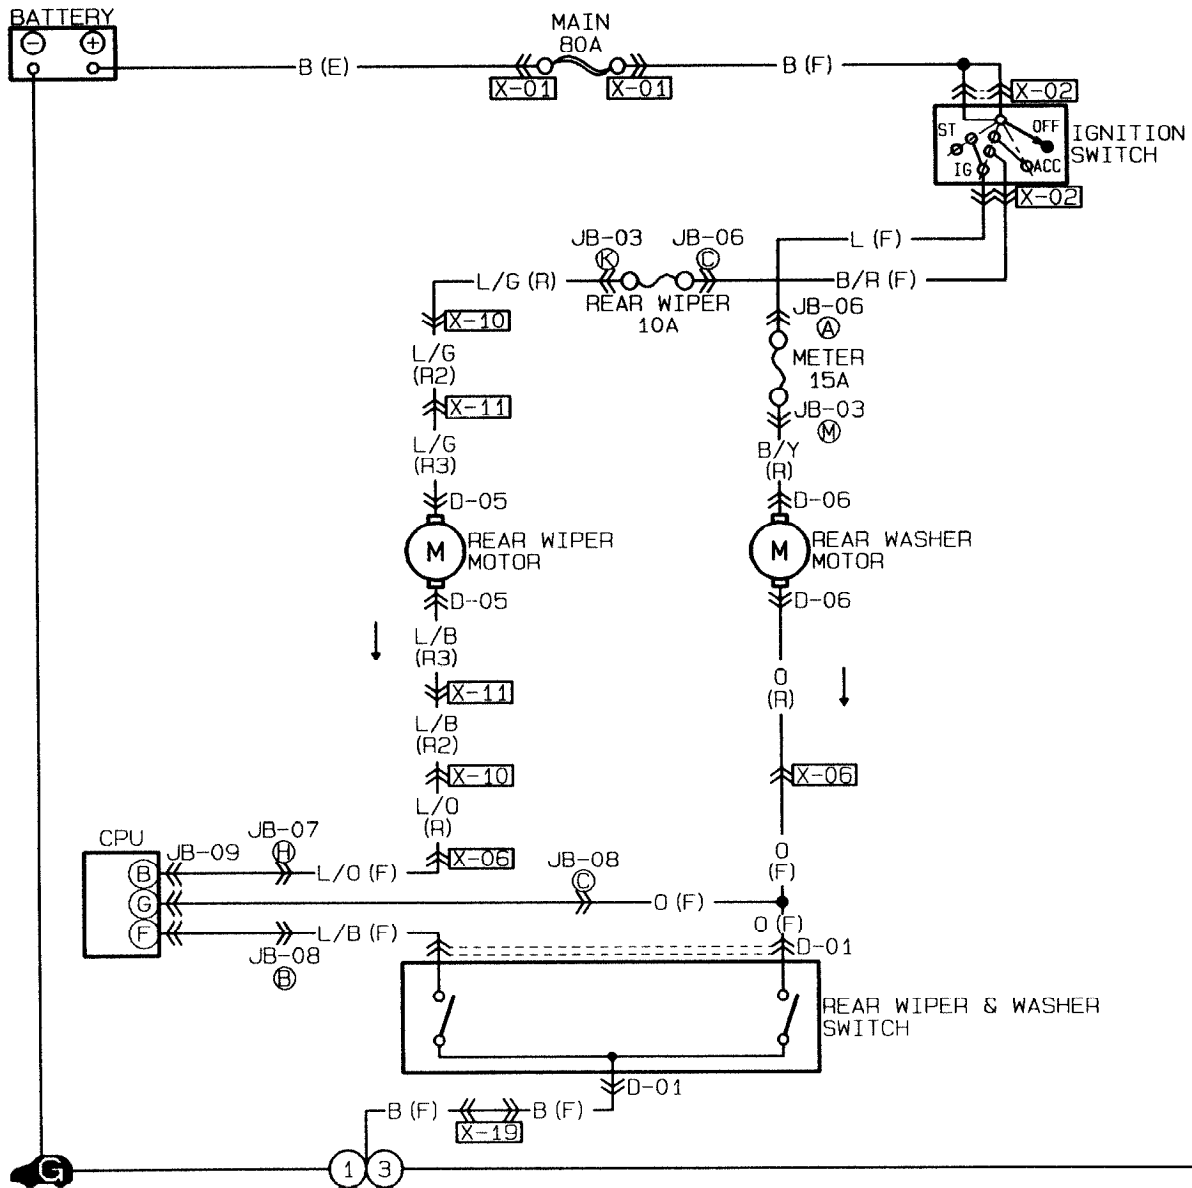 BATTERY
MAIN
80A
- +
B (E)
B (F)
X-01
X-01
X-02
ST
OFF
IG
ACC
IGNITION
SWITCH
X-02
JB-03
K
JB-06
C
L (F)
L/G (R)
B/R (F)
REAR WIPER
10A
JB-06
A
X-10
METER
15A
L/G
(R2)
X-11
JB-03
M
L/G
(R3)
B/Y
(R)
D-05
D-06
M
REAR WIPER
MOTOR
M
REAR WASHER
MOTOR
D-05
D-06
L/B
(R3)
O
(R)
X-11
L/B
(R2)
X-10
X-06
L/O
(R)
CPU
JB-09
JB-07
H
X-06
JB-08
C
O
(F)
B
L/O (F)
G
O (F)
O (F)
F
L/B (F)
D-01
JB-08
B
REAR WIPER & WASHER
SWITCH
D-01
B (F)
B (F)
X-19
G
1 3